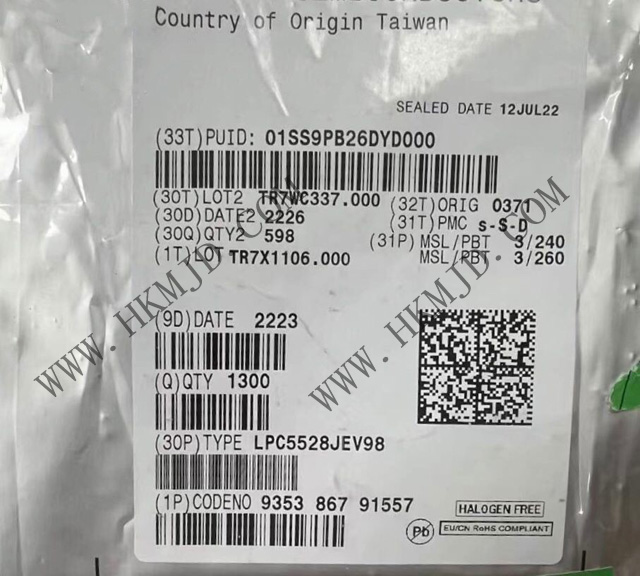 Country of Origin Taiwan
SEALED DATE 12JUL22
(33T)PUID: 01SS9PB26DYD000
(30T)LOT2 TR7WC337.000 (32T)ORIG 0371
(30D)DATE2 2226 (31T)PMC S-S-D
(30Q)QTY2 598 (31P) MSL/PBT 3/240
(1T)LOT TR7X1106.000 MSL/PBT 3/260
(9D)DATE 2223
(Q)QTY 1300
(30P)TYPE LPC5528JEV98
(1P)CODENO 9353 867 91557
HALOGEN FREE
Pb
EU/CN RoHS COMPLIANT
WWW.HKMJD.COM
WWW.HKMJD.COM